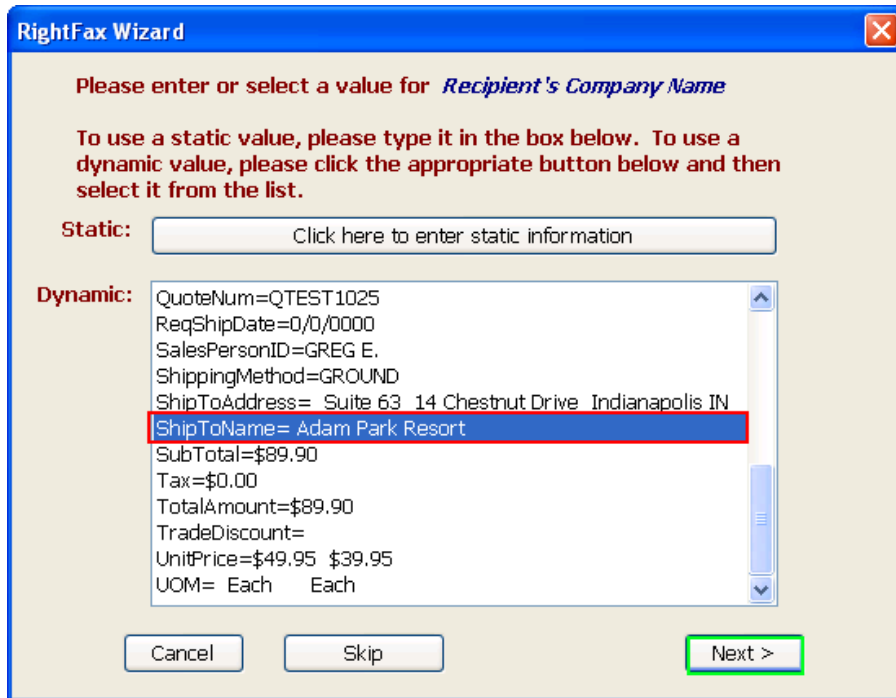 RightFax Wizard
Please enter or select a value for Recipient's Company Name
To use a static value, please type it in the box below. To use a
dynamic value, please click the appropriate button below and then
select it from the list.
Static:
Click here to enter static information
Dynamic:
QuoteNum=QTEST1025
ReqShipDate=0/0/0000
SalesPersonID=GREG E.
ShippingMethod=GROUND
ShipToAddress= Suite 63 14 Chestnut Drive Indianapolis IN
ShipToName= Adam Park Resort
SubTotal=$89.90
Tax=$0.00
TotalAmount=$89.90
TradeDiscount=
UnitPrice=$49.95 $39.95
UOM= Each Each
Cancel
Skip
Next >